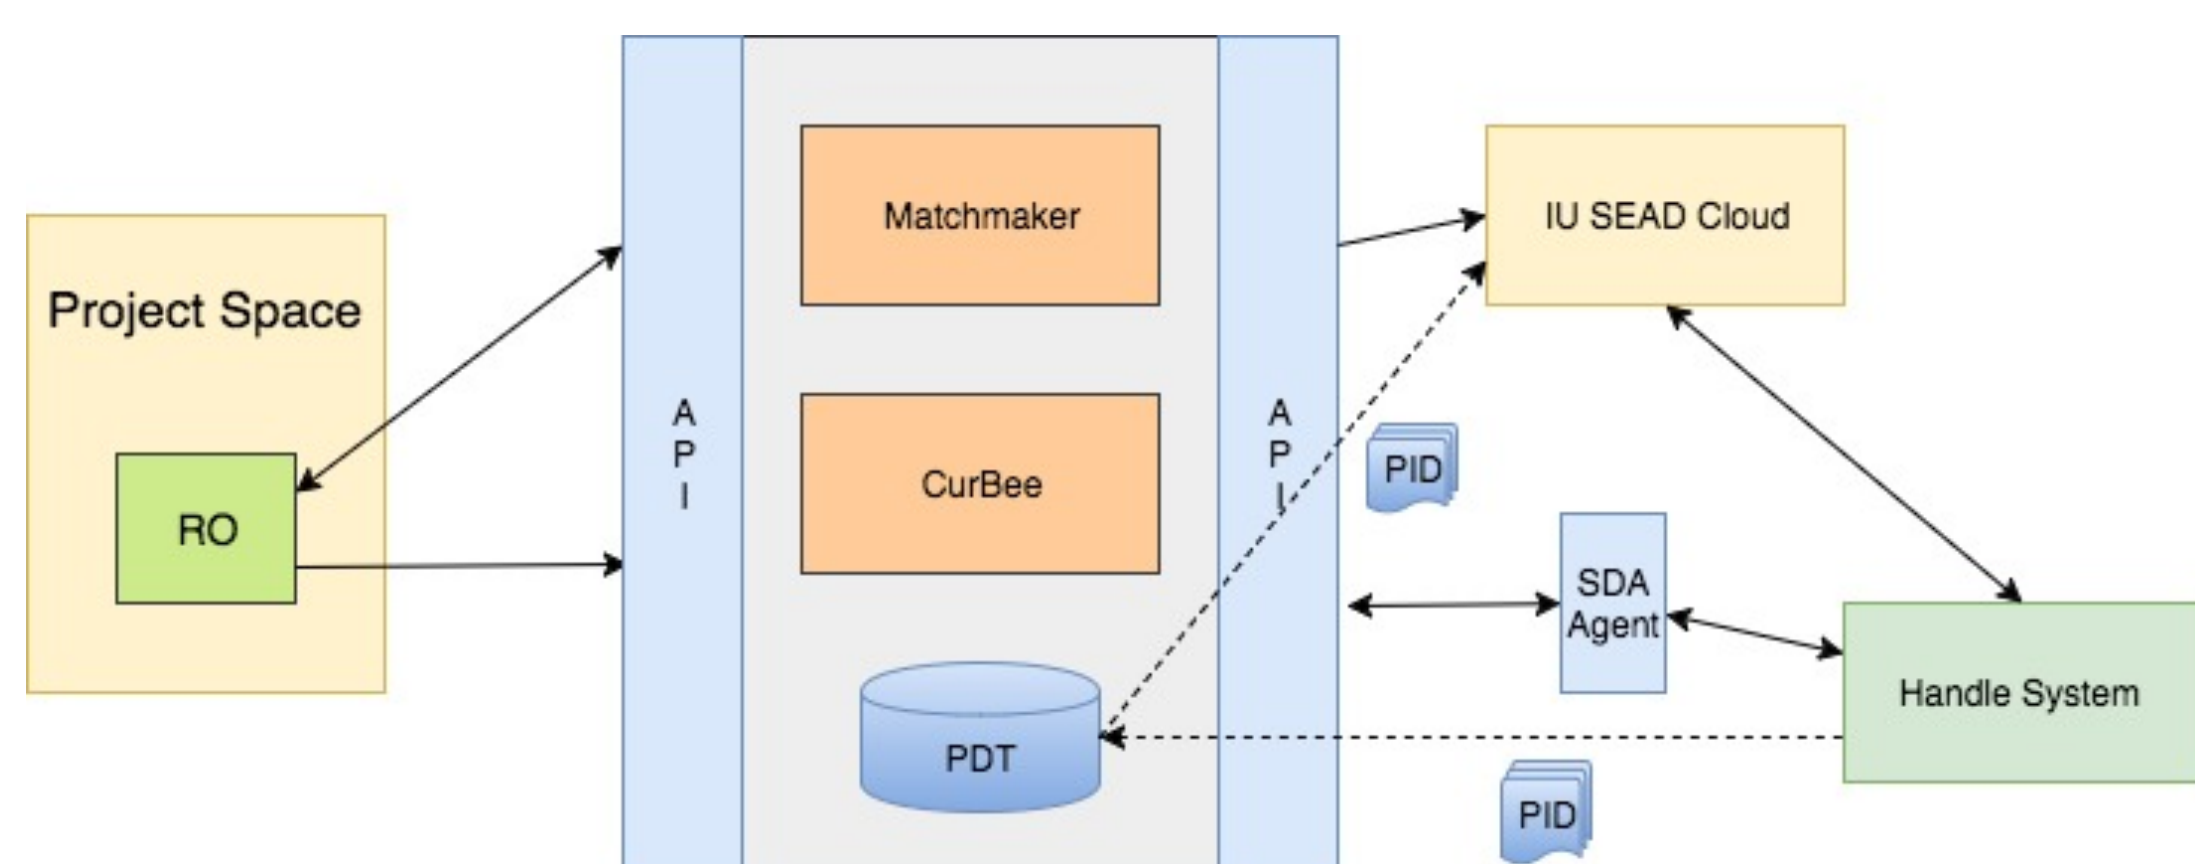 Project Space
RO
A
P
I
Matchmaker
CurBee
PDT
A
P
I
IU SEAD Cloud
PID
SDA
Agent
Handle System
PID